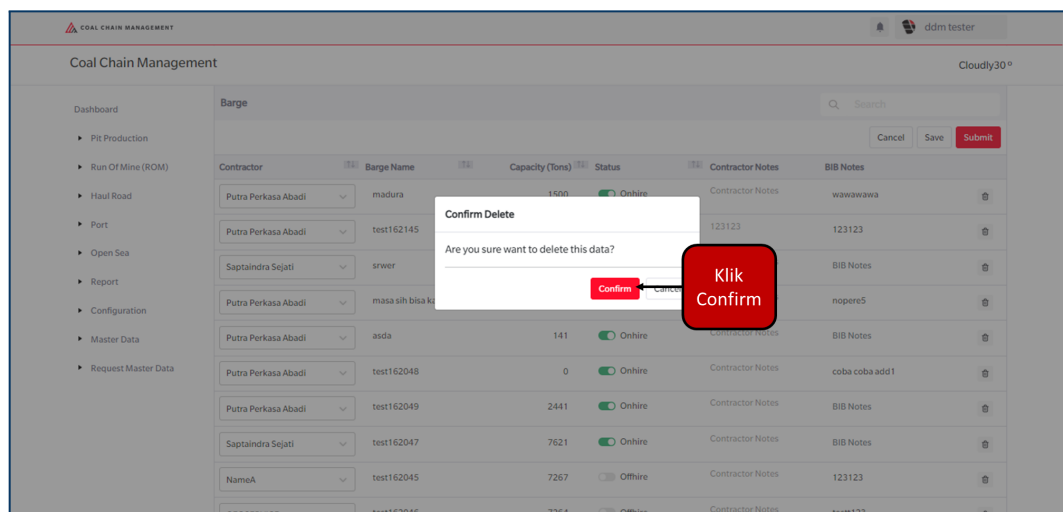 COAL CHAIN MANAGEMENT
ddm tester
Coal Chain Management
Cloudly30°
Dashboard
Pit Production
Run Of Mine (ROM)
Haul Road
Port
Open Sea
Report
Configuration
Master Data
Request Master Data
Barge
Search
Cancel
Save
Submit
Contractor
Barge Name
Capacity (Tons)
Status
Contractor Notes
BIB Notes
Putra Perkasa Abadi
madura
1500
Onhire
Contractor Notes
wawawawa
Putra Perkasa Abadi
test162145
123123
123123
Saptaindra Sejati
srwer
BIB Notes
Putra Perkasa Abadi
masa sih bisa
nopere5
Putra Perkasa Abadi
asda
141
Onhire
Contractor Notes
BIB Notes
Putra Perkasa Abadi
test162048
0
Onhire
Contractor Notes
coba coba add1
Putra Perkasa Abadi
test162049
2441
Onhire
Contractor Notes
BIB Notes
Saptaindra Sejati
test162047
7621
Onhire
Contractor Notes
BIB Notes
NameA
test162045
7267
Offhire
Contractor Notes
123123
Confirm Delete
Are you sure want to delete this data?
Confirm
Cancel
Klik
Confirm